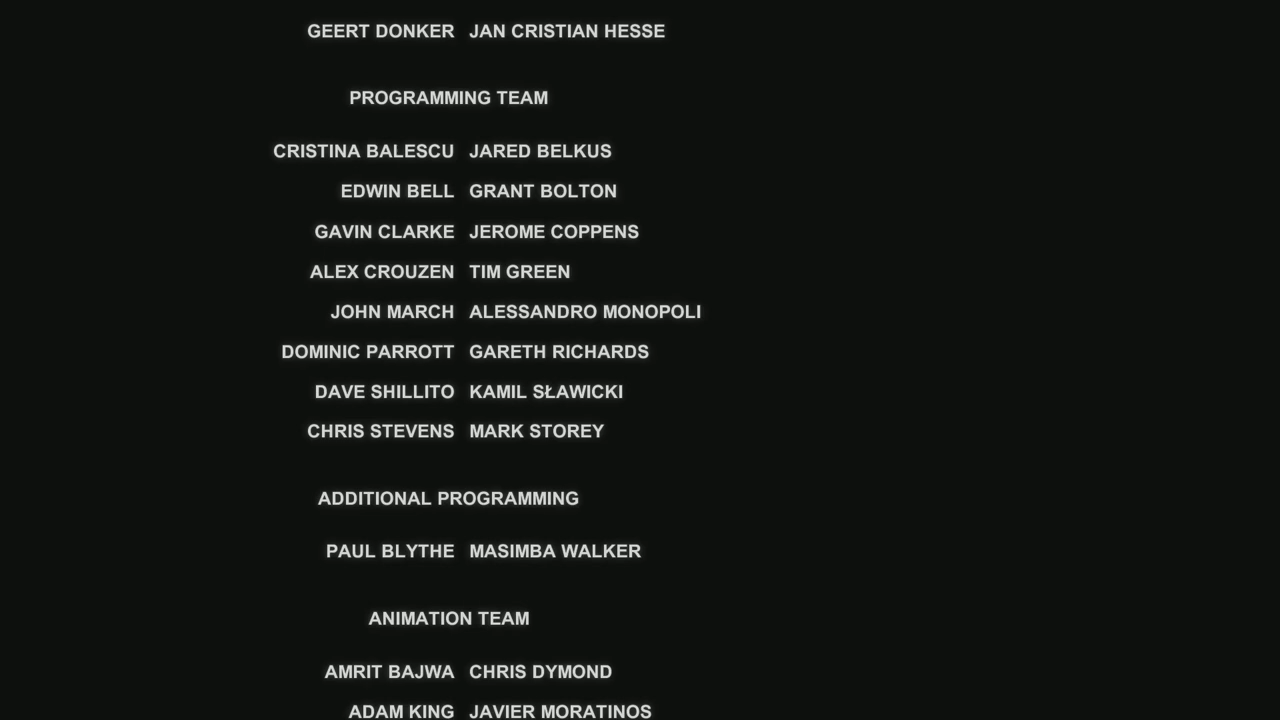 GEERT DONKER JAN CRISTIAN HESSE
PROGRAMMING TEAM
CRISTINA BALESCU JARED BELKUS
EDWIN BELL GRANT BOLTON
GAVIN CLARKE JEROME COPPENS
ALEX CROUZEN TIM GREEN
JOHN MARCH ALESSANDRO MONOPOLI
DOMINIC PARROTT GARETH RICHARDS
DAVE SHILLITO KAMIL SŁAWICKI
CHRIS STEVENS MARK STOREY
ADDITIONAL PROGRAMMING
PAUL BLYTHE MASIMBA WALKER
ANIMATION TEAM
AMRIT BAJWA CHRIS DYMOND
ADAM KING JAVIER MORATINOS